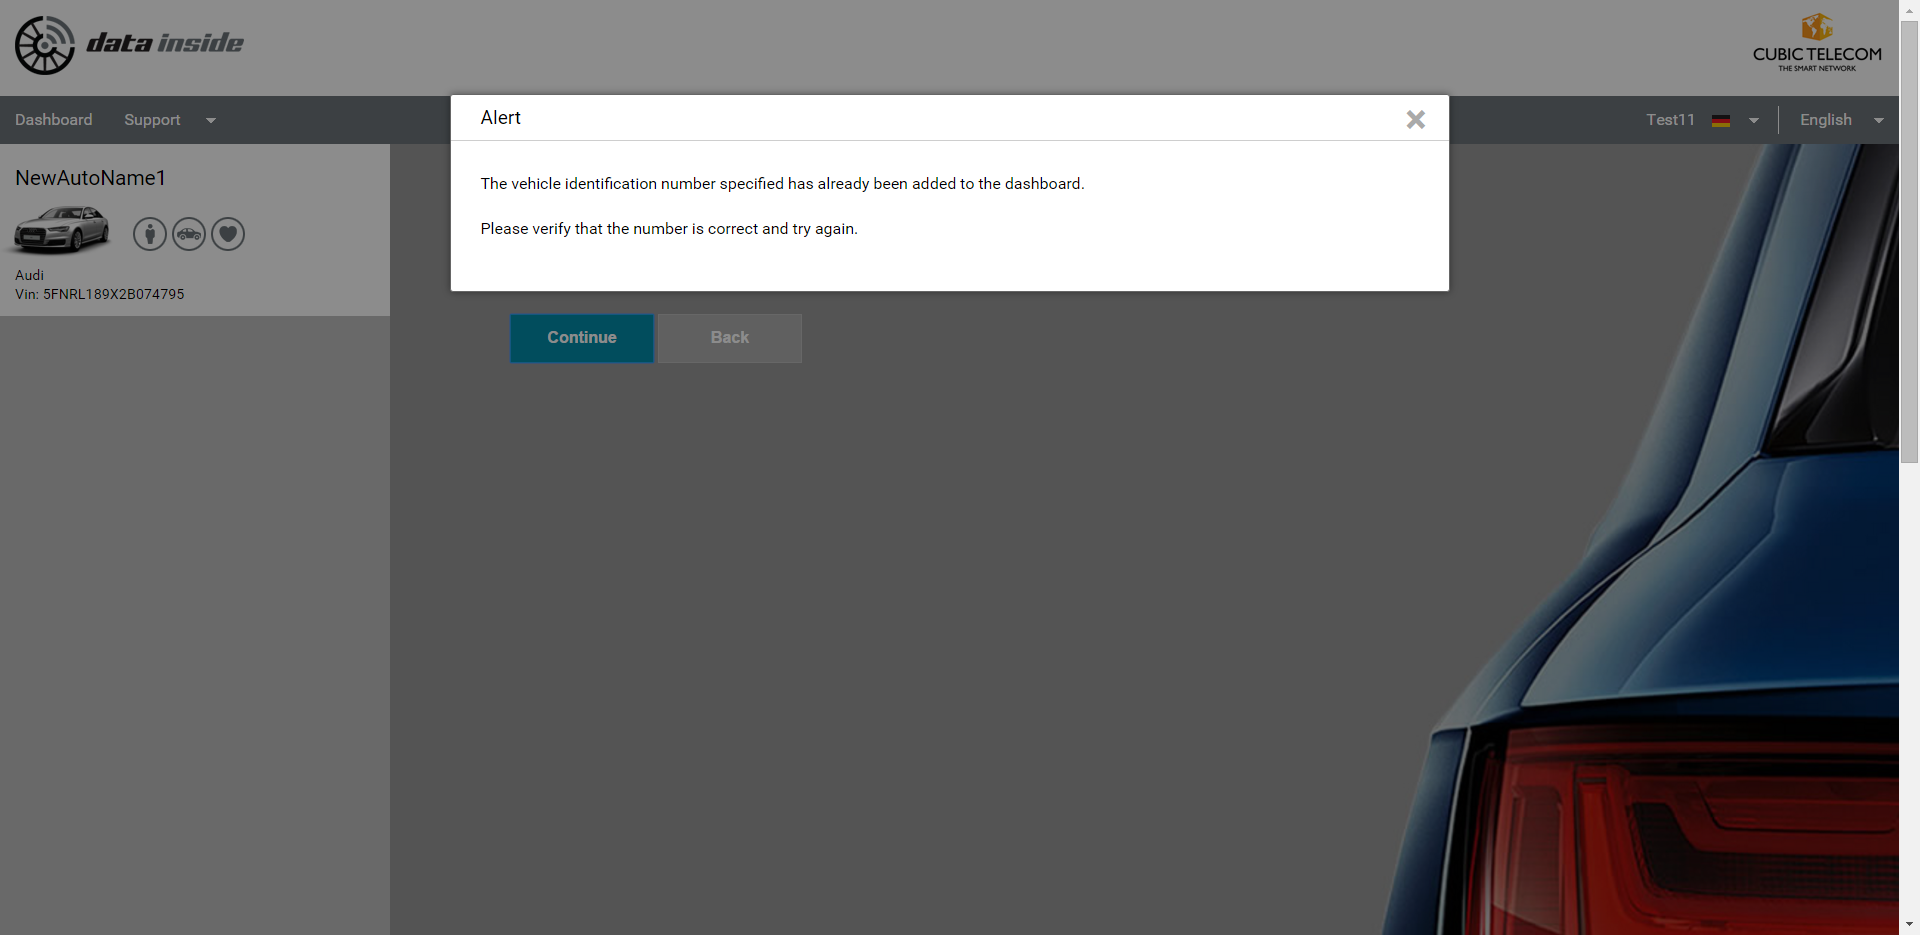 data inside
CUBIC TELECOM
THE SMART NETWORK
Dashboard Support
Test11 English
Alert
The vehicle identification number specified has already been added to the dashboard.
Please verify that the number is correct and try again.
NewAutoName1
Audi
Vin: 5FNRL189X2B074795
Continue Back